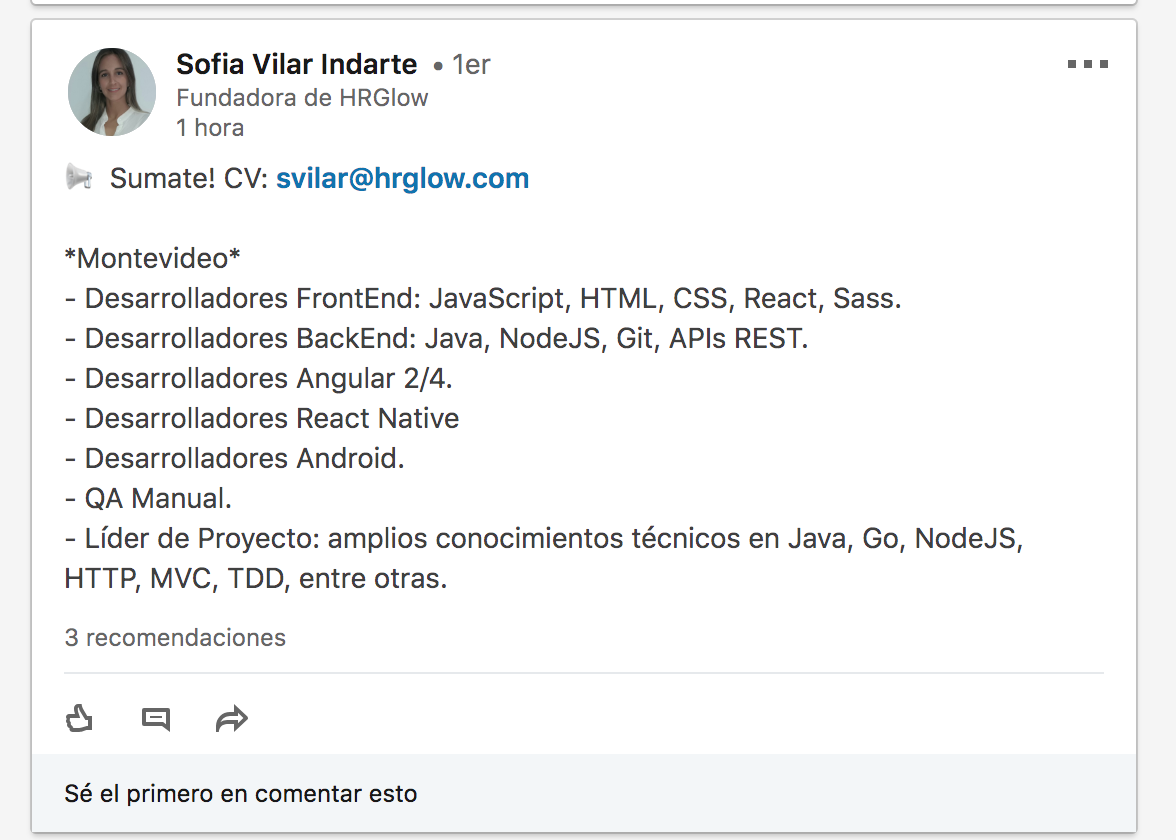 Sofia Vilar Indarte • 1er
Fundadora de HRGlow
1 hora
Sumate! CV: svilar@hrglow.com
*Montevideo*
- Desarrolladores FrontEnd: JavaScript, HTML, CSS, React, Sass.
- Desarrolladores BackEnd: Java, NodeJS, Git, APIs REST.
- Desarrolladores Angular 2/4.
- Desarrolladores React Native
- Desarrolladores Android.
- QA Manual.
- Líder de Proyecto: amplios conocimientos técnicos en Java, Go, NodeJS,
HTTP, MVC, TDD, entre otras.
3 recomendaciones
Sé el primero en comentar esto